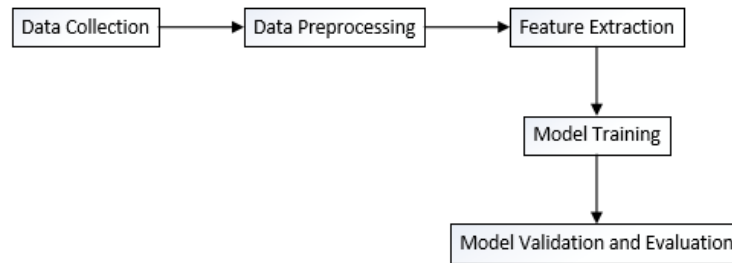 Data Collection
Data Preprocessing
Feature Extraction
Model Training
Model Validation and Evaluation